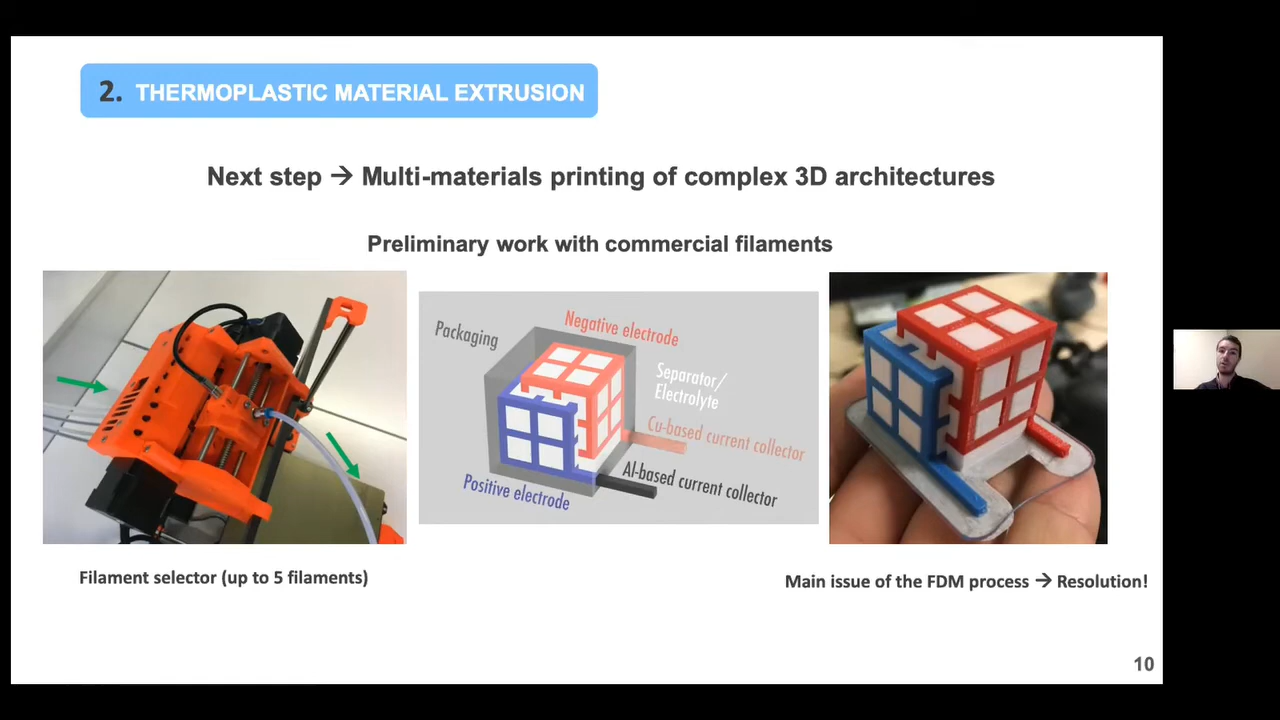 2. THERMOPLASTIC MATERIAL EXTRUSION
Next step → Multi-materials printing of complex 3D architectures
Preliminary work with commercial filaments
Packaging
Negative electrode
Separator/
Electrolyte
Cu-based current collector
Al-based current collector
Positive electrode
Filament selector (up to 5 filaments)
Main issue of the FDM process → Resolution!
10